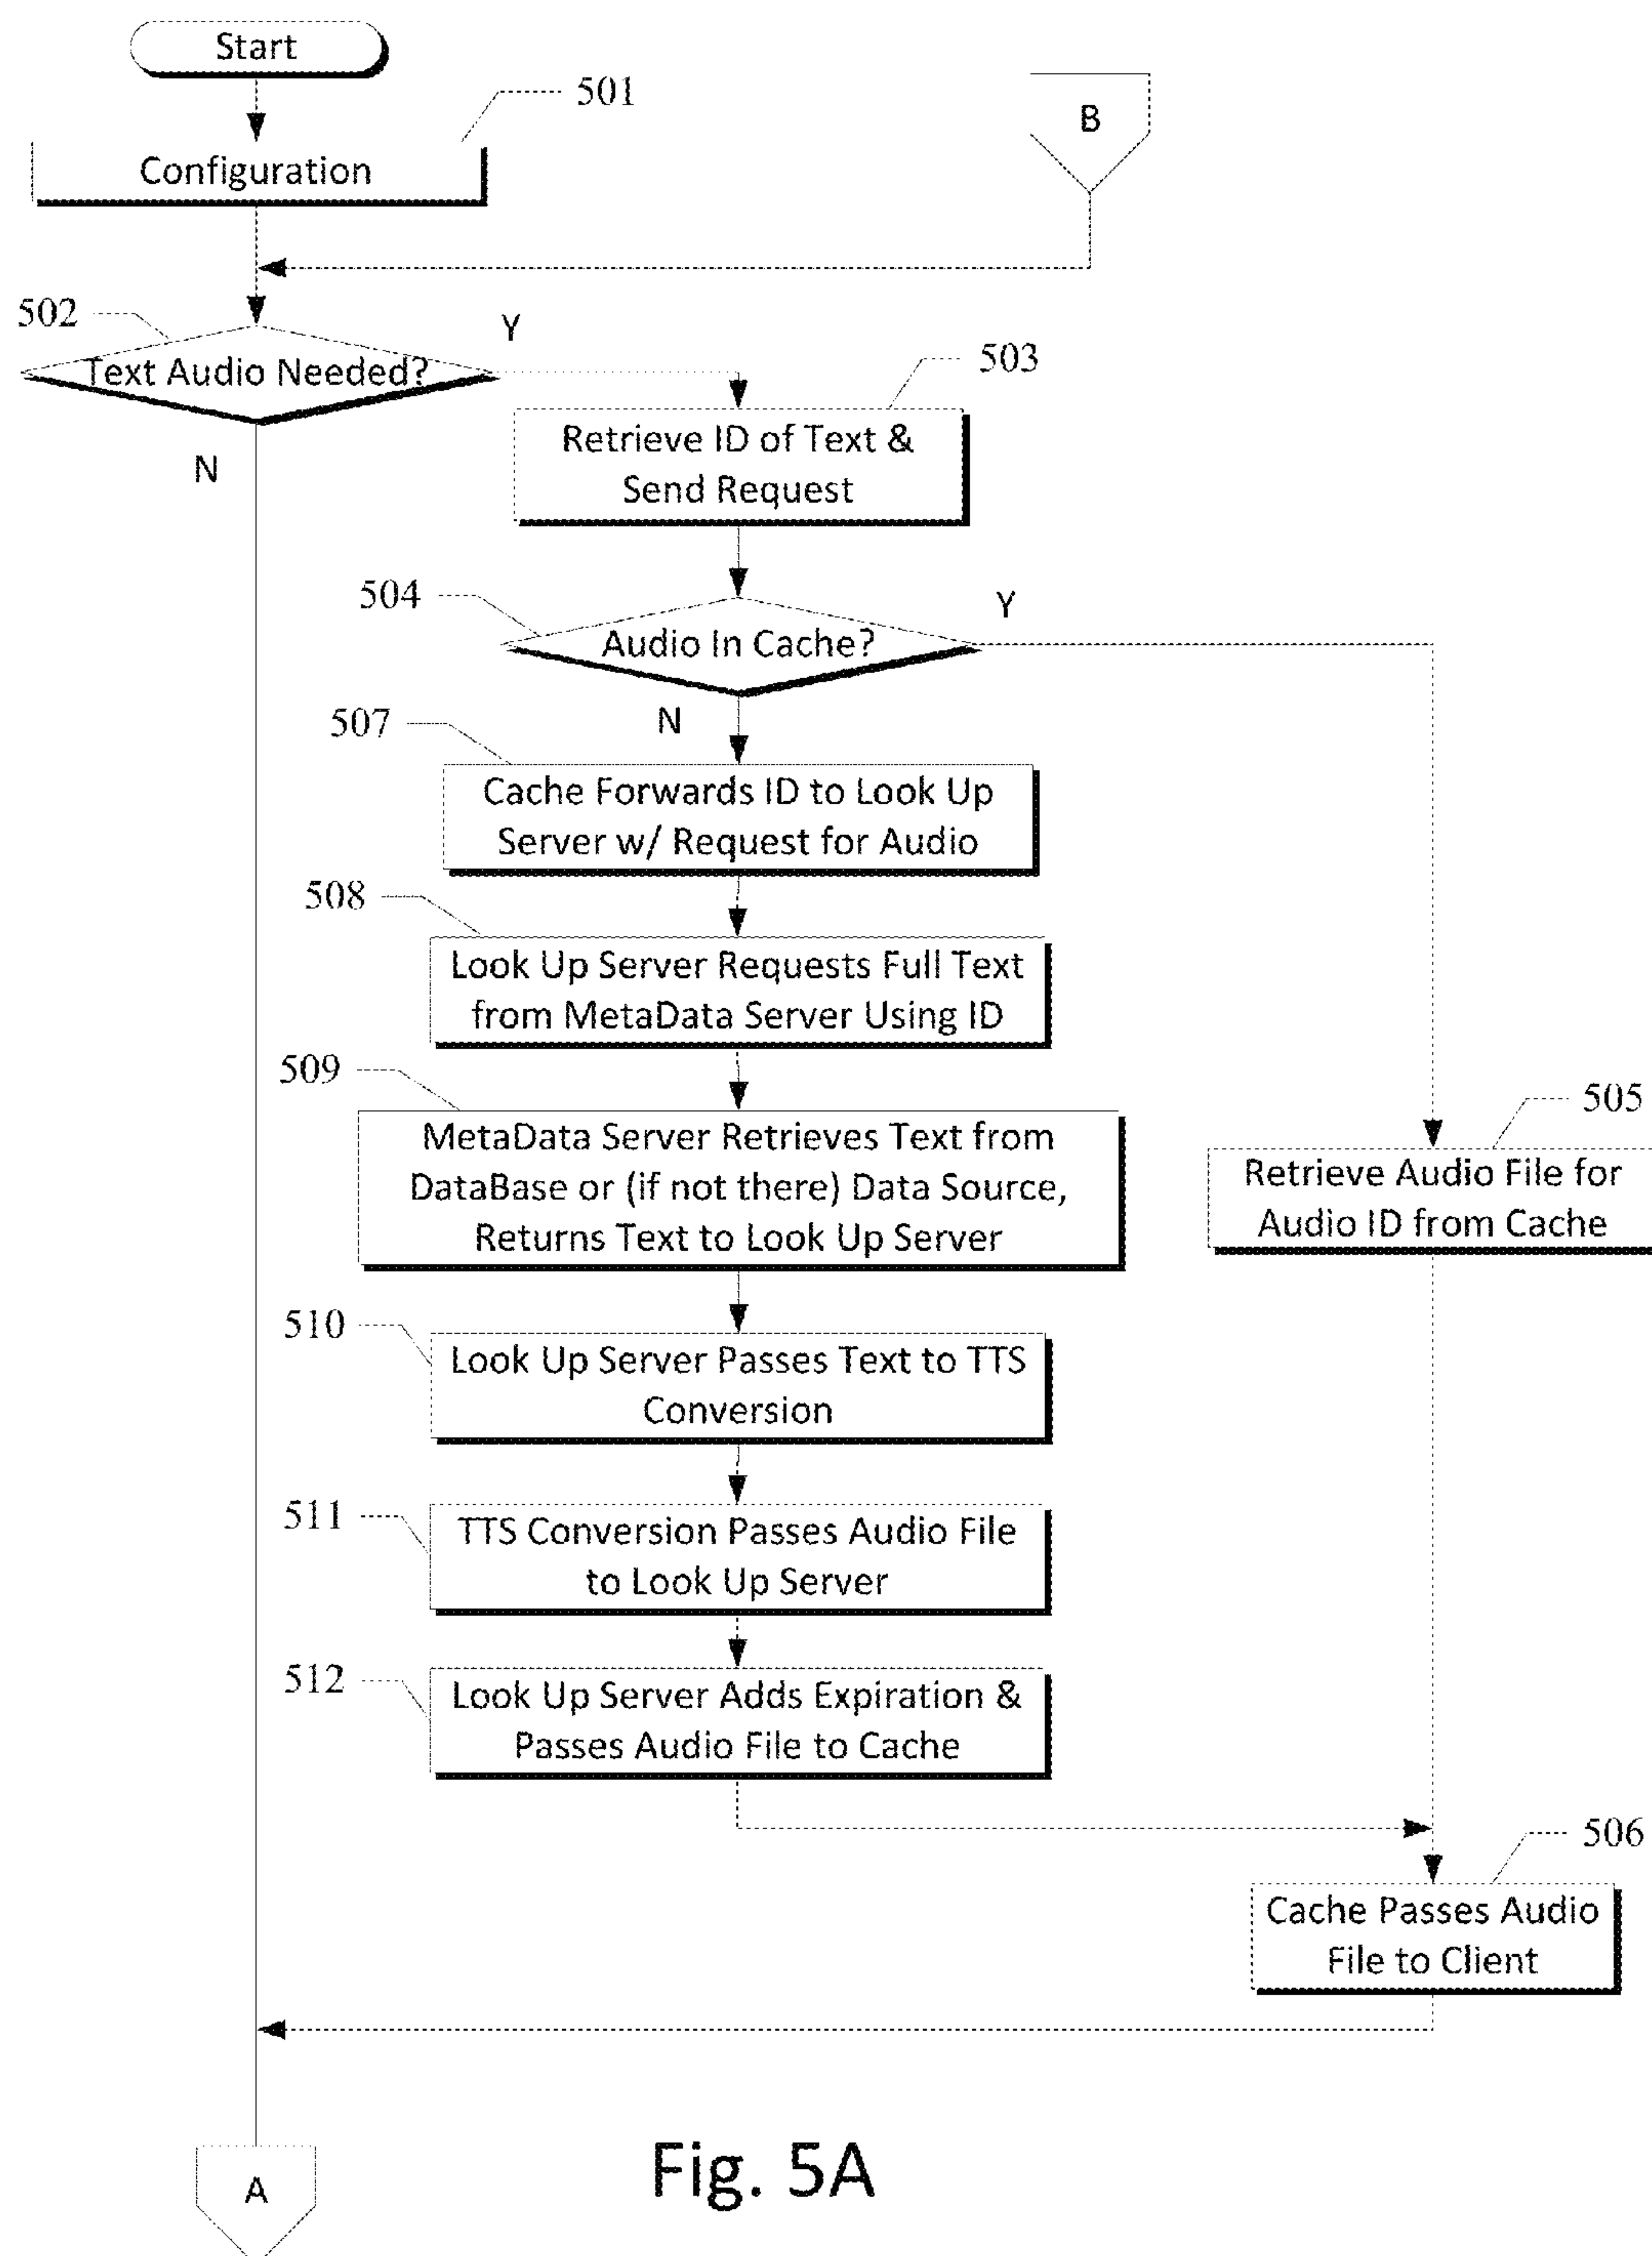 Start
501
Configuration
B
502
Text Audio Needed?
Y
N
503
Retrieve ID of Text &
Send Request
504
Audio In Cache?
Y
N
507
Cache Forwards ID to Look Up
Server w/ Request for Audio
508
Look Up Server Requests Full Text
from MetaData Server Using ID
509
MetaData Server Retrieves Text from
DataBase or (if not there) Data Source,
Returns Text to Look Up Server
505
Retrieve Audio File for
Audio ID from Cache
510
Look Up Server Passes Text to TTS
Conversion
511
TTS Conversion Passes Audio File
to Look Up Server
512
Look Up Server Adds Expiration &
Passes Audio File to Cache
506
Cache Passes Audio
File to Client
A
Fig. 5A